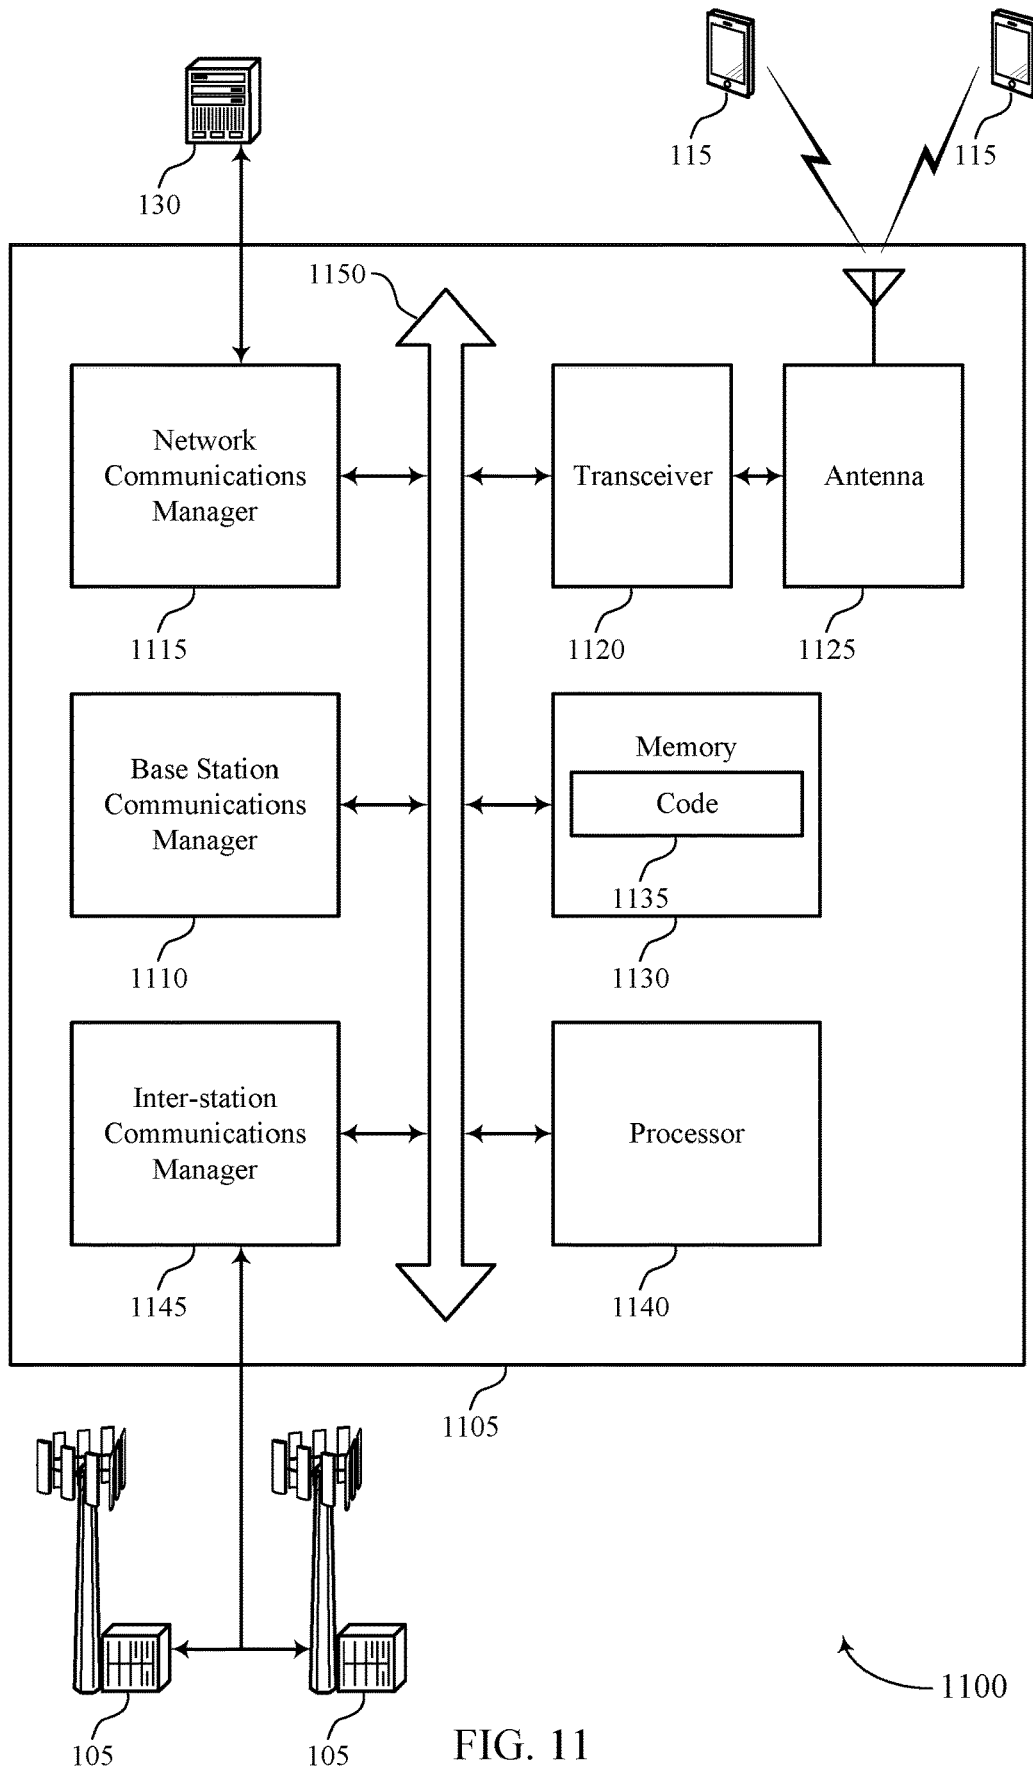 115
115
130
1150
Network
Communications
Manager
Transceiver
Antenna
1115
1120
1125
Base Station
Communications
Manager
Memory
Code
1135
1110
1130
Inter-station
Communications
Manager
Processor
1145
1140
1105
105
105
1100
FIG. 11